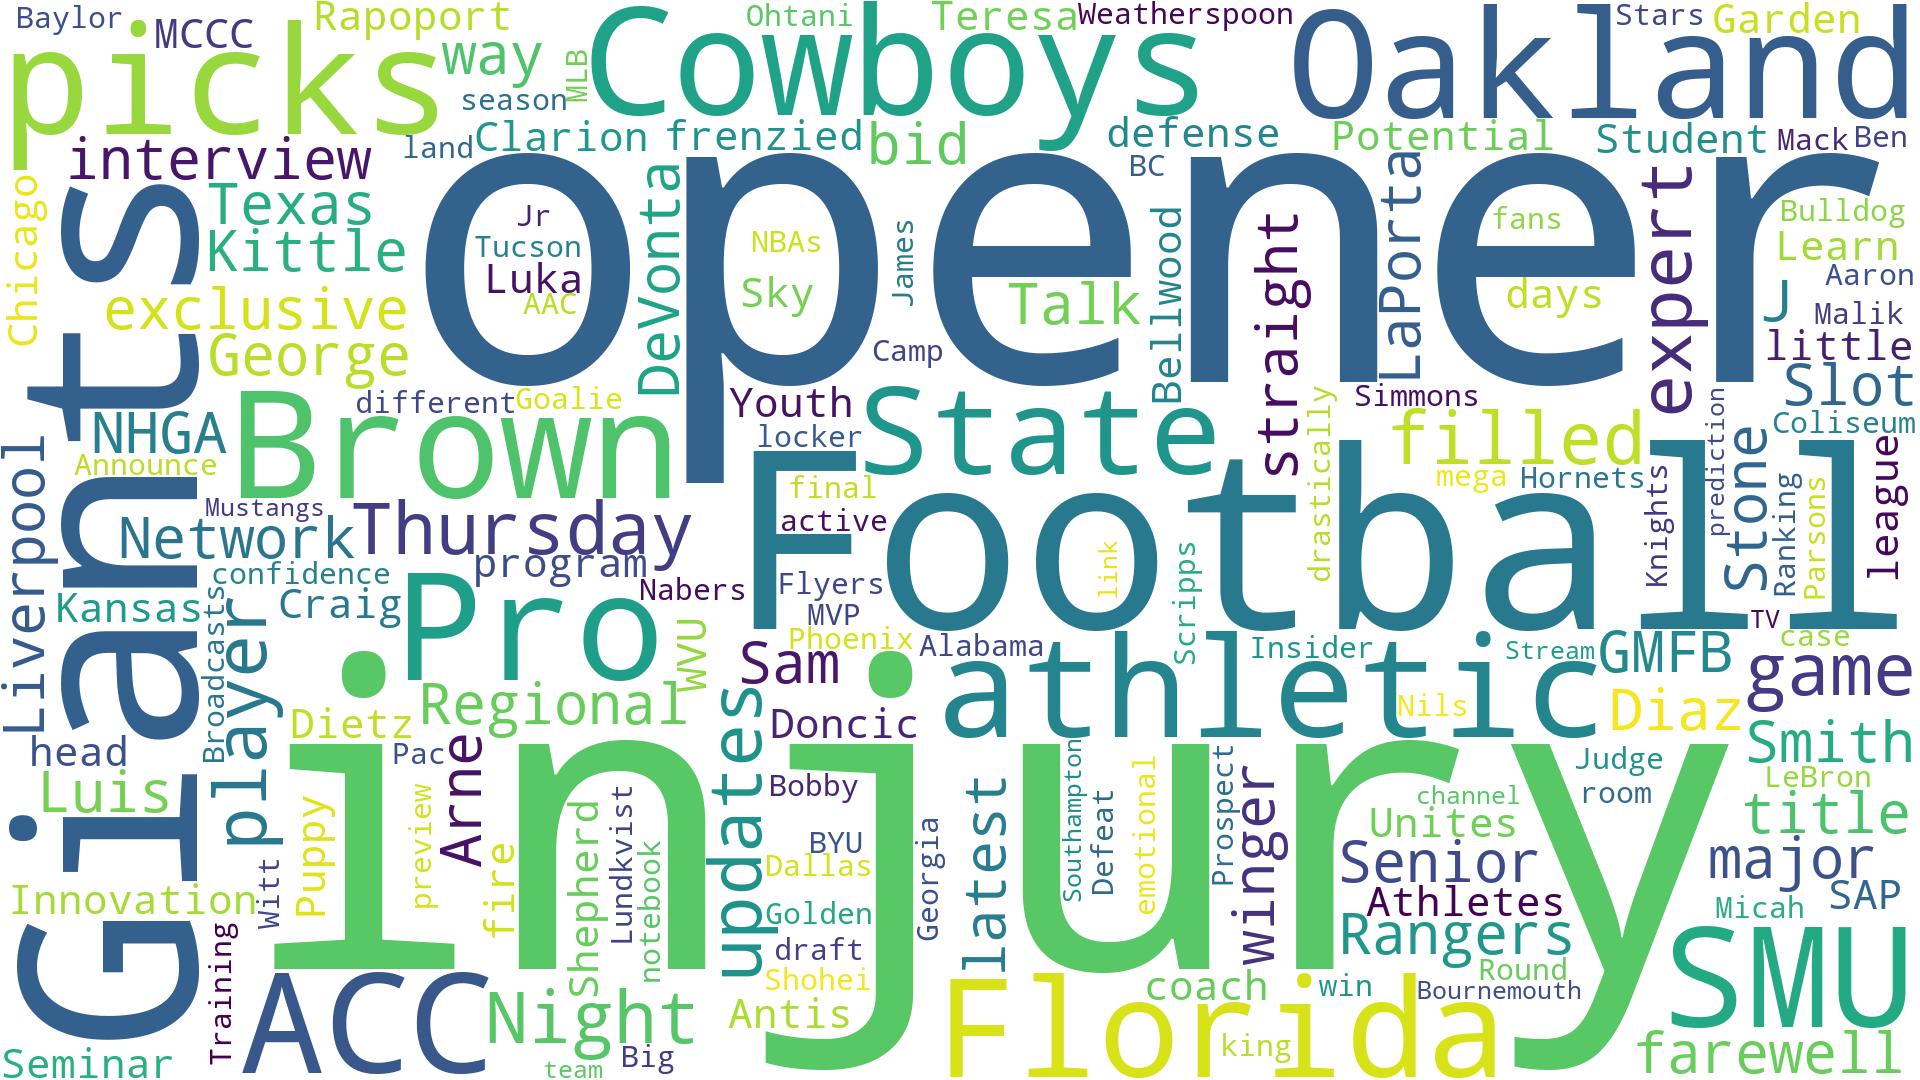 Baylor
MCCC
Rapoport
picks
way
season
MLB
Cowboys
Ohtani
Teresa
Weatherspoon
Oakland
Stars
Garden
interview
land
Clarion
frenzied
bid
defense
BC
Potential
Student
Mack
Ben
Chicago
Giants
Texas
Kittle
exclusive
George
opener
Jr
Tucson
Luka
AAC
DeVonta
NBAs
Sky
James
Camp
Talk
Bellwood
straight
LaPorta
fans
days
expert
Bulldog
Learn
Aaron
J
Malik
little
Slot
Coliseum
different
Goalie
NHGA
Announce
Brown
Youth
locker
State
Simmons
filled
drastically
mega
Hornets
Knights
prediction
Stone
Ranking
Parsons
league
Liverpool
Mustangs
Network
Thursday
program
final
active
Football
link
Scripps
confidence
Kansas
Craig
Broadcasts
player
Pro
Nabers
Flyers
MVP
Phoenix
Alabama
WVU
Sam
athletic
Insider
Stream
GMFB
TV
case
game
Regional
Dietz
Doncic
Nils
Diaz
Smith
head
Pac
Arne
updates
injury
Bobby
Luis
Puppy
preview
fire
Shepherd
Lundkvist
notebook
BYU
Dallas
Georgia
latest
Southampton
Defeat
emotional
Prospect
winger
channel
Unites
Judge
room
LeBron
title
Senior
major
Innovation
Witt
Athletes
Rangers
Micah
SAP
Golden
draft
Shohei
Antis
Training
ACC
Night
Florida
coach
win
Round
Bournemouth
SMU
king
farewell
Seminar
team
Big